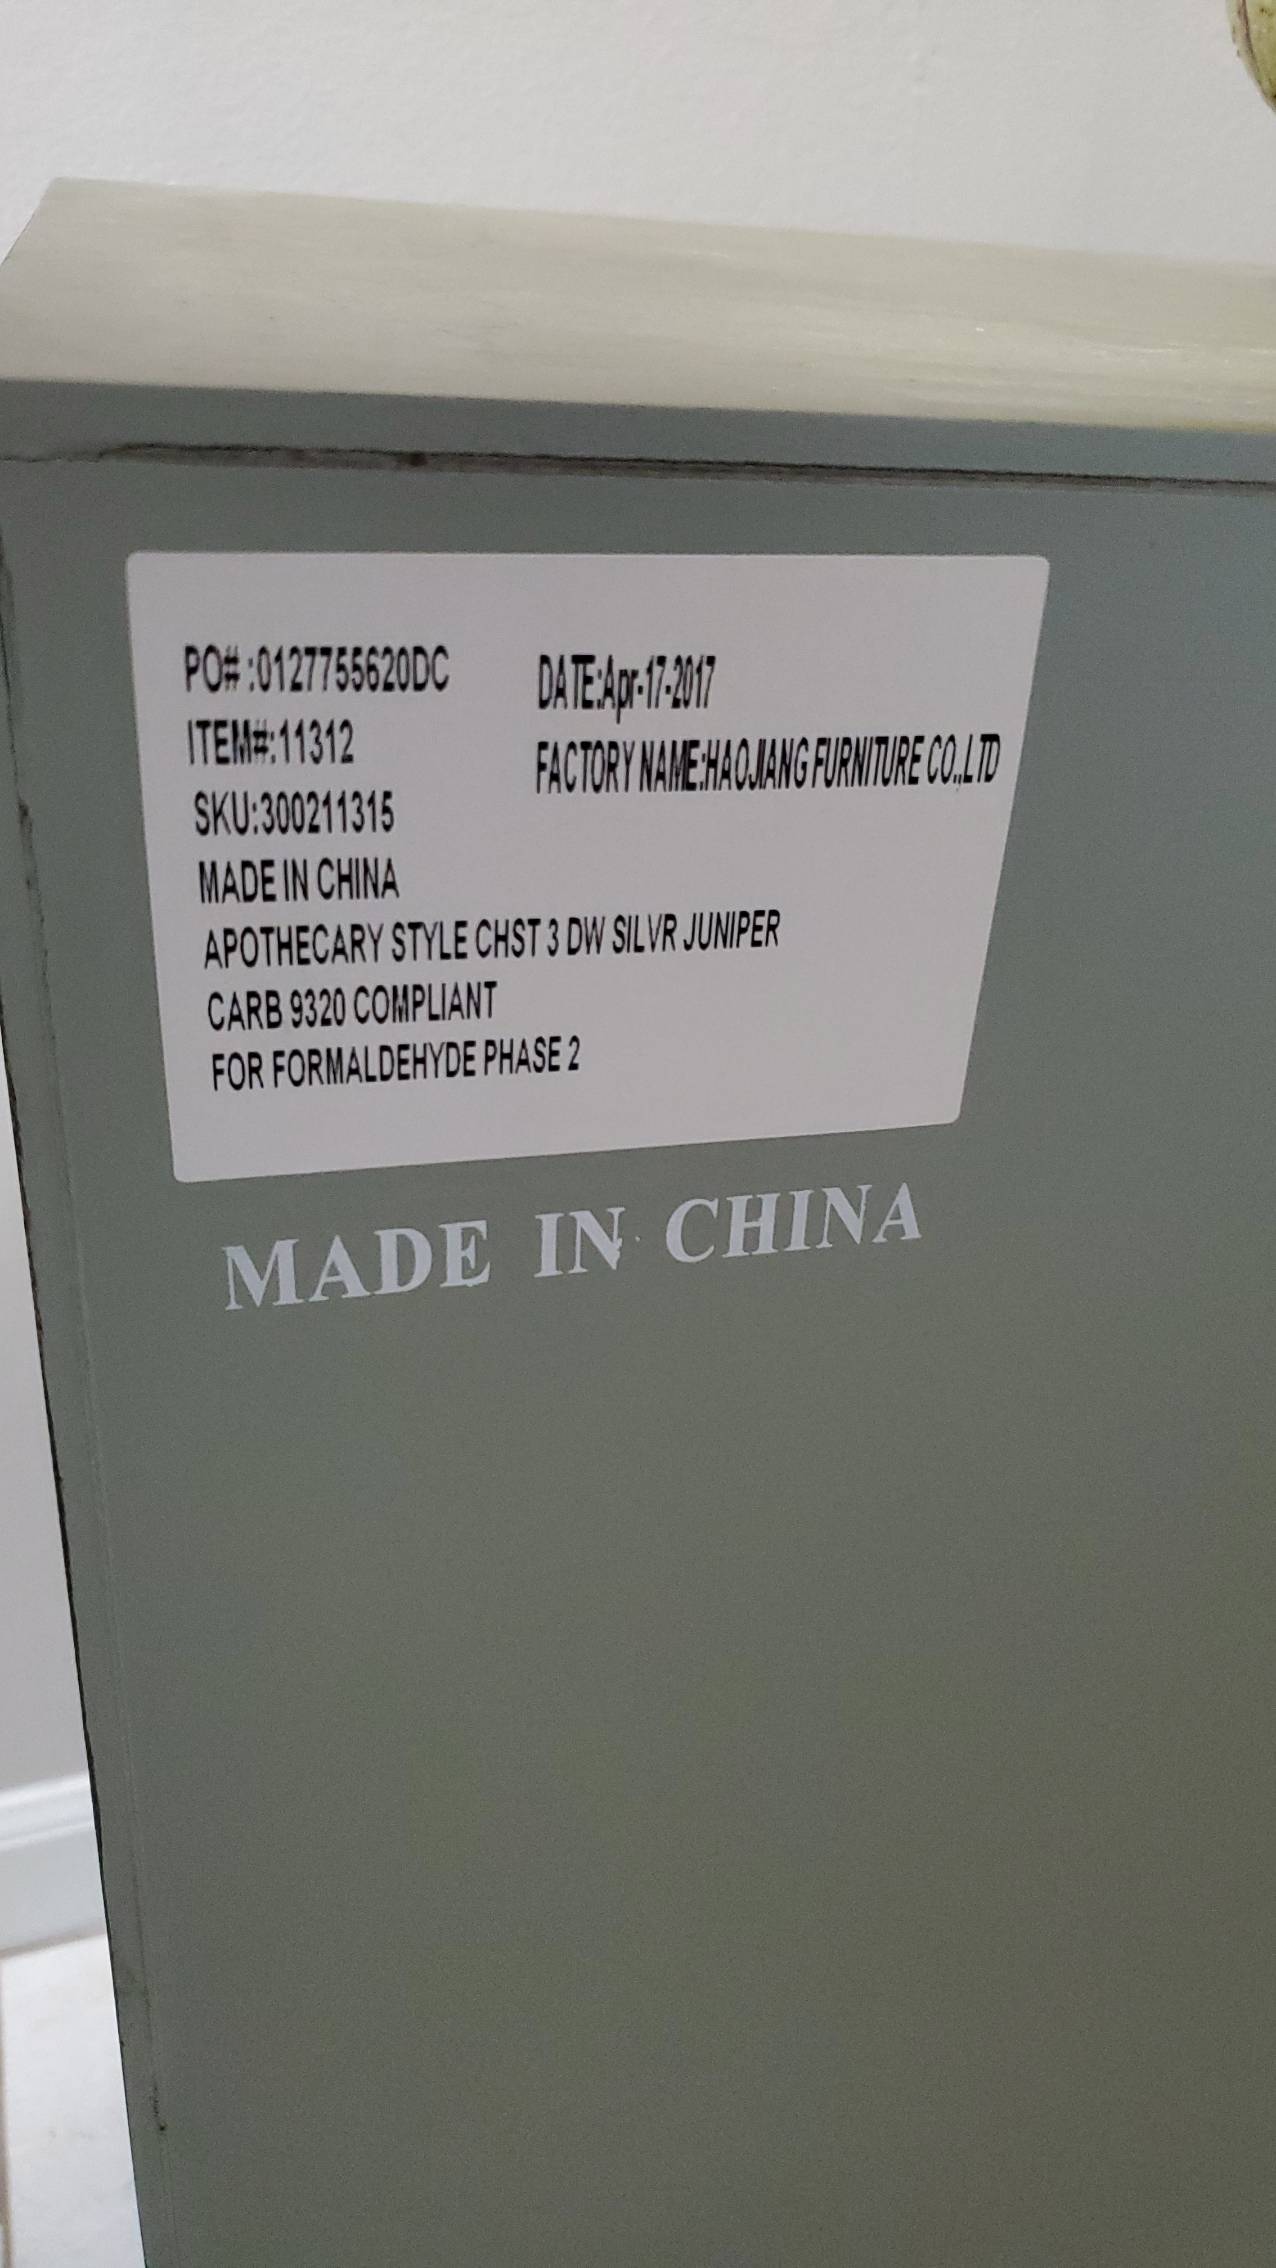 PO# :0127755620DC
ITEM#:11312
SKU:300211315
MADE IN CHINA
APOTHECARY STYLE CHST 3 DW SILVR JUNIPER
CARB 9320 COMPLIANT
FOR FORMALDEHYDE PHASE 2
DATE:Apr-17-2017
FACTORY NAME:HAOJIANG FURNITURE CO.,LTD
MADE IN CHINA